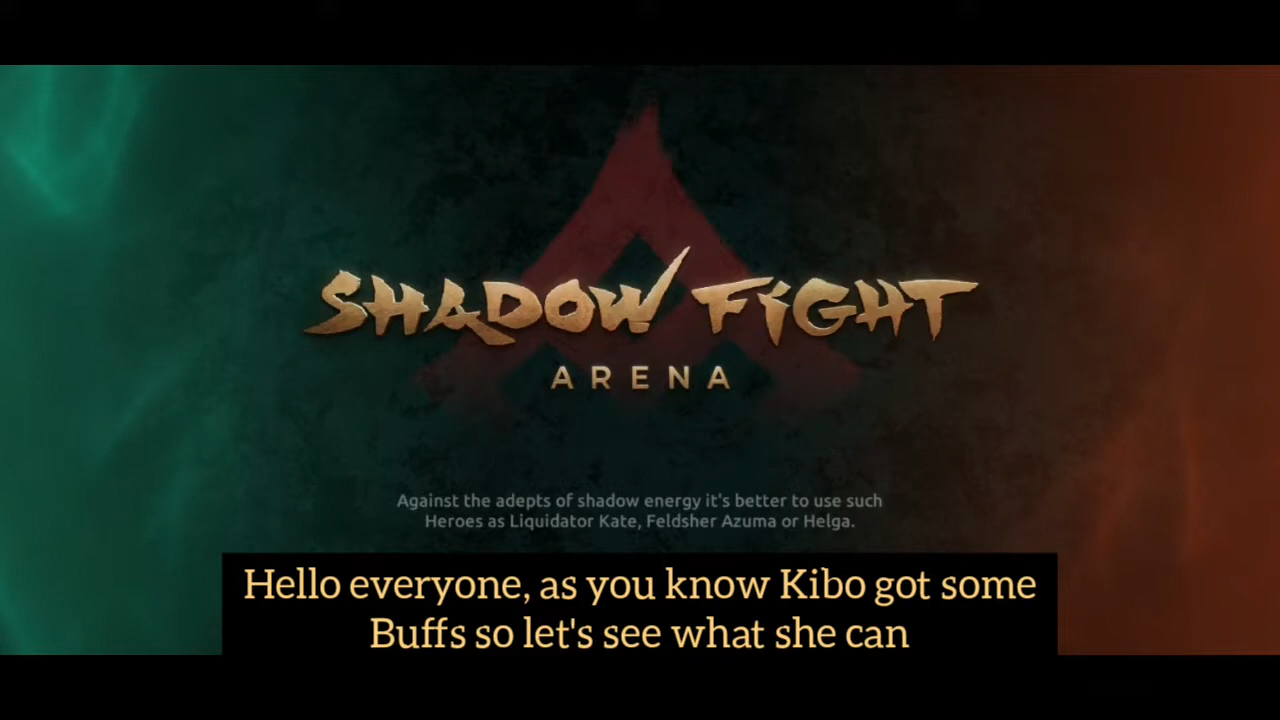 SHADOW FIGHT
ARENA
Against the adepts of shadow energy it's better to use such
Heroes as Liquidator Kate, Feldsher Azuma or Helga.
Hello everyone, as you know Kibo got some
Buffs so let's see what she can